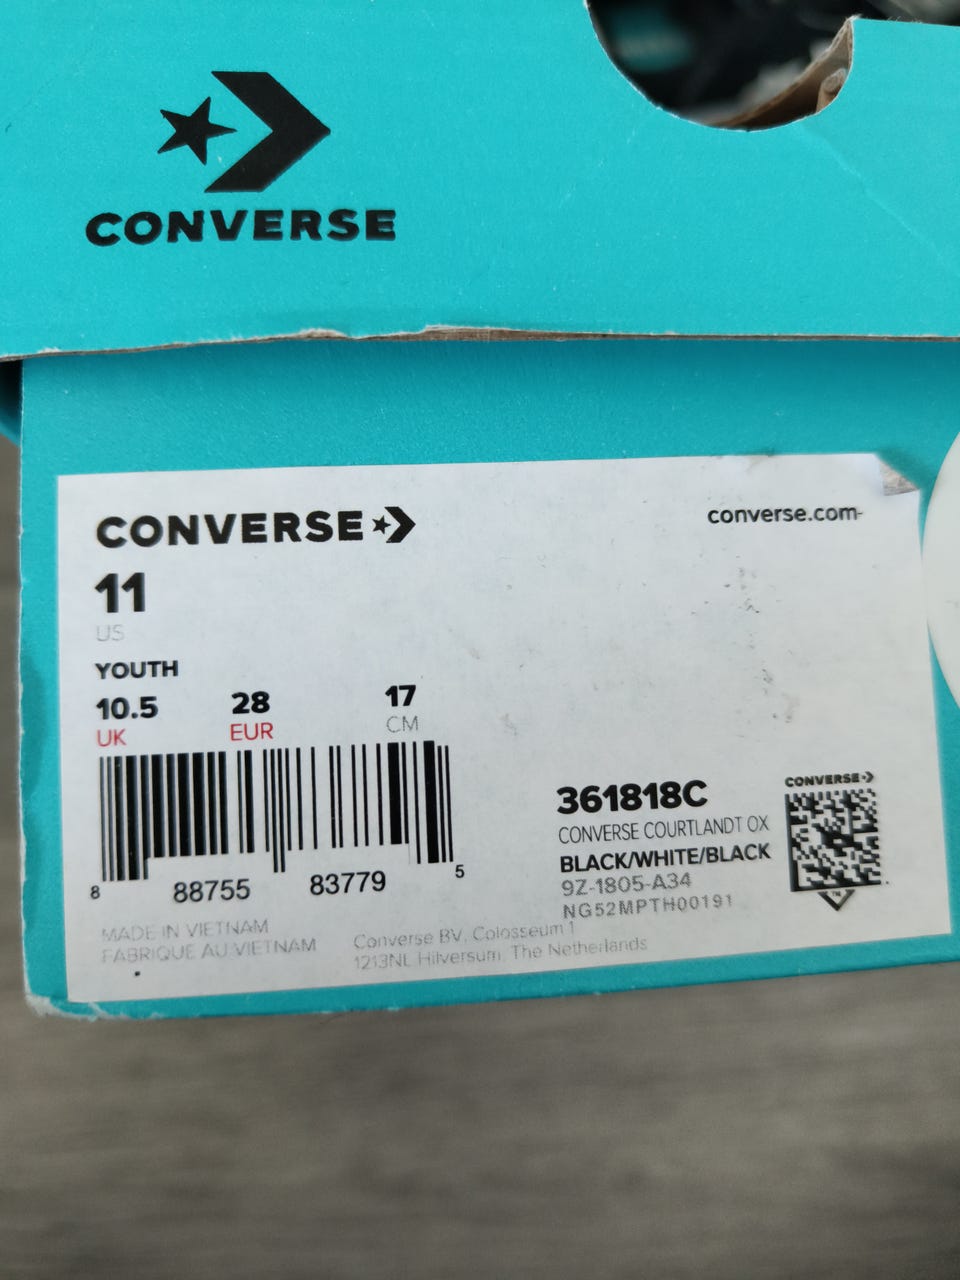 CONVERSE
CONVERSE
converse.com
11
US
YOUTH
10.5 28 17
UK EUR CM
8 88755 83779 5
CONVERSE
361818C
CONVERSE COURTLANDT OX
BLACK/WHITE/BLACK
9Z-1805-A34
NG52MPTH00191
TM
MADE IN VIETNAM
FABRIQUE AU VIETNAM
Converse BV, Colosseum 1
1213NL Hilversum, The Netherlands